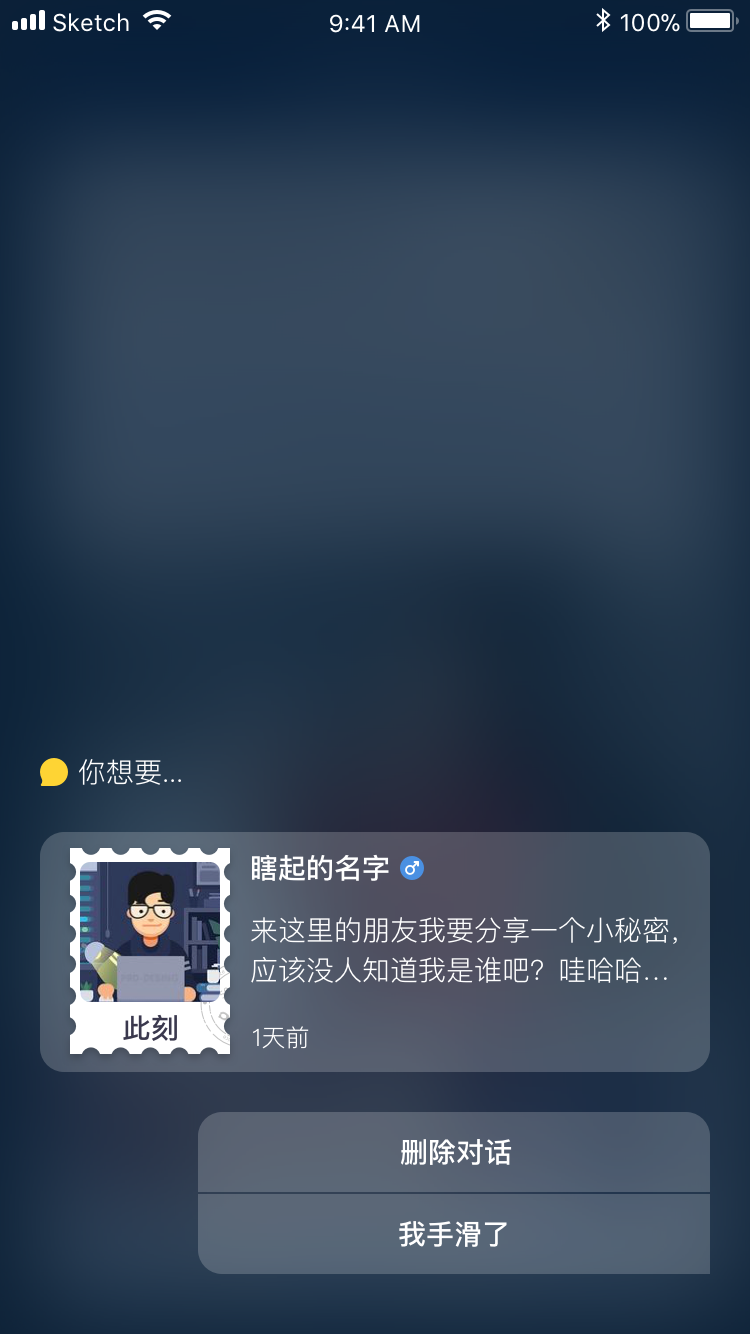 Sketch 9:41 AM 100%
你想要...
瞎起的名字
来这里的朋友我要分享一个小秘密,
应该没人知道我是谁吧？哇哈哈...
此刻
1天前
删除对话
我手滑了